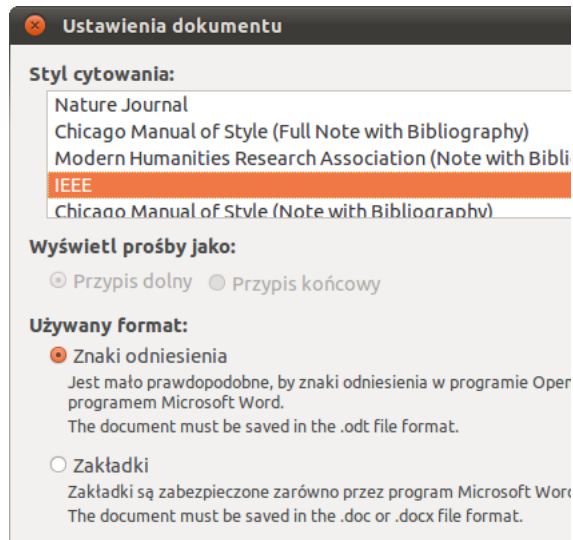 Ustawienia dokumentu
Styl cytowania:
Nature Journal
Chicago Manual of Style (Full Note with Bibliography)
Modern Humanities Research Association (Note with Bibli
IEEE
Chicago Manual of Style (Note with Bibliography)
Wyświetl prośby jako:
Przypis dolny Przypis końcowy
Używany format:
Znaki odniesienia
Jest mało prawdopodobne, by znaki odniesienia w programie Oper
programem Microsoft Word.
The document must be saved in the .odt file format.
Zakładki
Zakładki są zabezpieczone zarówno przez program Microsoft Word
The document must be saved in the .doc or .docx file format.